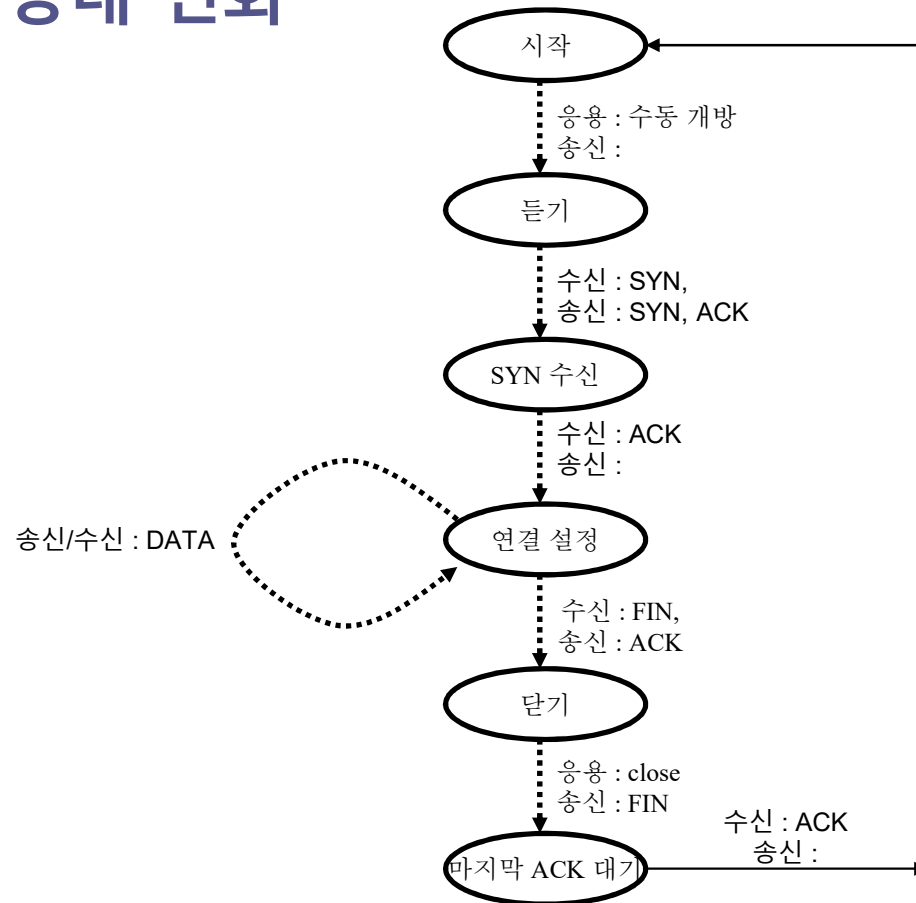 시작
응용 : 수동 개방
송신 :
듣기
수신 : SYN,
송신 : SYN, ACK
SYN 수신
수신 : ACK
송신 :
송신/수신 : DATA
연결 설정
수신 : FIN,
송신 : ACK
닫기
응용 : close
송신 : FIN
수신 : ACK
송신 :
마지막 ACK 대기